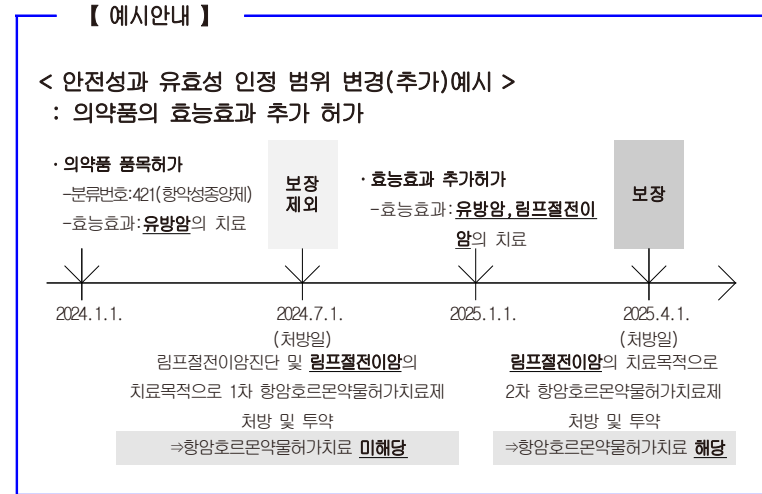 【 예시안내 】
< 안전성과 유효성 인정 범위 변경(추가)예시 >
: 의약품의 효능효과 추가 허가
· 의약품 품목허가
-분류번호:421(항악성종양제)
-효능효과:유방암의 치료
보장
제외
· 효능효과 추가허가
-효능효과:유방암,림프절전이
암의 치료
보장
2024.1.1.
2024.7.1.
(처방일)
2025.1.1.
2025.4.1.
(처방일)
림프절전이암진단 및 림프절전이암의
치료목적으로 1차 항암호르몬약물허가치료제
처방 및 투약
⇒항암호르몬약물허가치료 미해당
림프절전이암의 치료목적으로
2차 항암호르몬약물허가치료제
처방 및 투약
⇒항암호르몬약물허가치료 해당